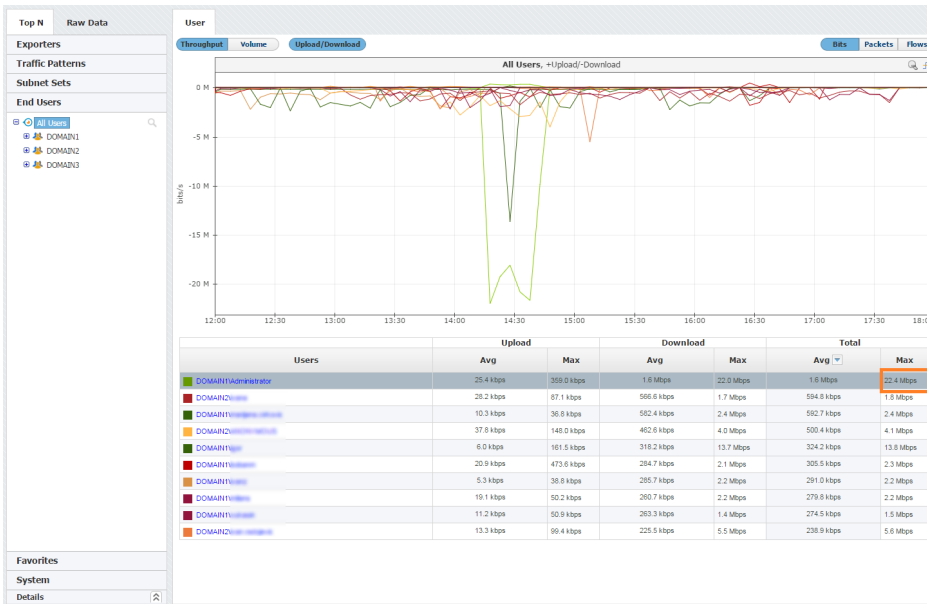 Top N Raw Data
Exporters
Traffic Patterns
Subnet Sets
End Users
All Users
DOMAIN1
DOMAIN2
DOMAIN3
Favorites
System
Details
User
Throughput Volume Upload/Download Bits Packets Flows
All Users, +Upload/-Download
bits/s
0 M
-5 M
-10 M
-15 M
-20 M
12:00 12:30 13:00 13:30 14:00 14:30 15:00 15:30 16:00 16:30 17:00 17:30 18:0
Upload Download Total
Users Avg Max Avg Max Avg Max
DOMAIN1\Administrator 25.4 kbps 359.0 kbps 1.6 Mbps 22.0 Mbps 1.6 Mbps 22.4 Mbps
DOMAIN2\ 28.2 kbps 87.1 kbps 566.6 kbps 1.7 Mbps 594.8 kbps 1.8 Mbps
DOMAIN1\ 10.3 kbps 36.8 kbps 582.4 kbps 2.4 Mbps 592.7 kbps 2.4 Mbps
DOMAIN2\ 37.8 kbps 148.0 kbps 462.6 kbps 4.0 Mbps 500.4 kbps 4.1 Mbps
DOMAIN1\ 6.0 kbps 161.5 kbps 318.2 kbps 13.7 Mbps 324.2 kbps 13.8 Mbps
DOMAIN1\ 20.9 kbps 473.6 kbps 284.7 kbps 2.1 Mbps 305.5 kbps 2.3 Mbps
DOMAIN1\ 5.3 kbps 38.8 kbps 285.7 kbps 2.2 Mbps 291.0 kbps 2.2 Mbps
DOMAIN1\ 19.1 kbps 50.2 kbps 260.7 kbps 2.2 Mbps 279.8 kbps 2.2 Mbps
DOMAIN1\ 11.2 kbps 50.9 kbps 263.3 kbps 1.4 Mbps 274.5 kbps 1.5 Mbps
DOMAIN2\ 13.3 kbps 99.4 kbps 225.5 kbps 5.5 Mbps 238.9 kbps 5.6 Mbps